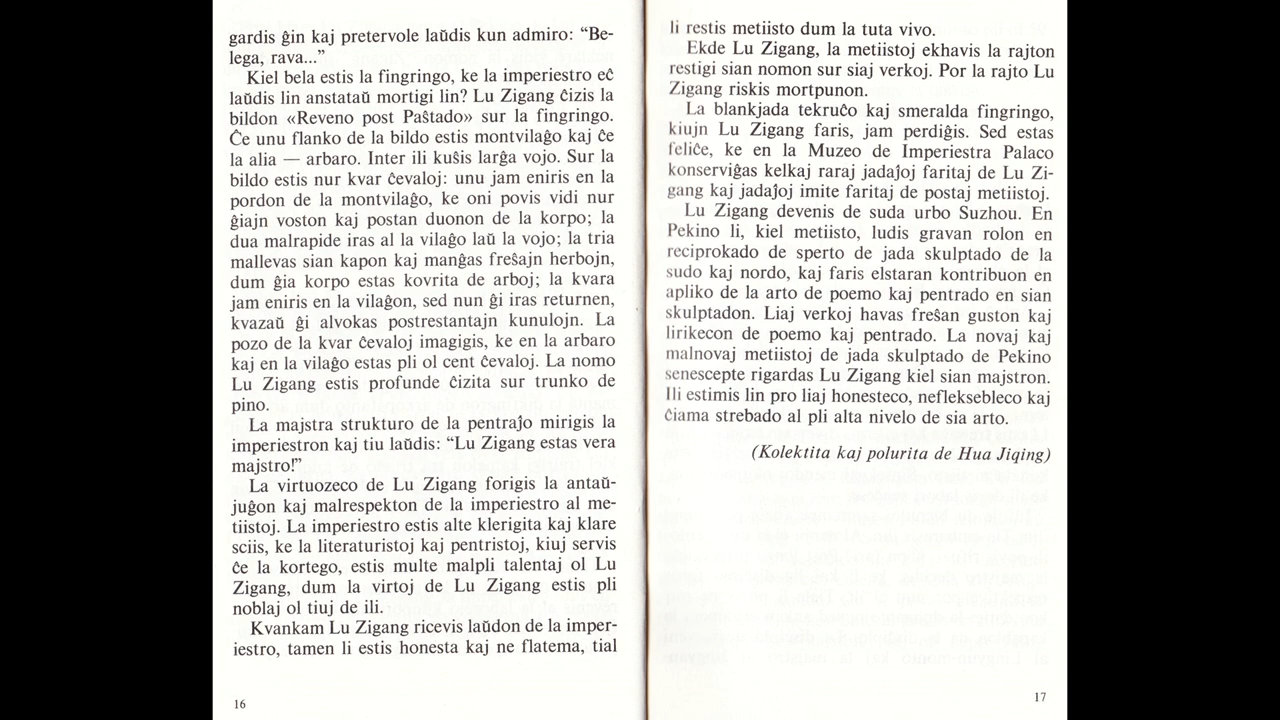 gardis ĝin kaj pretervole laŭdis kun admiro: “Be-
lega, rava...”
Kiel bela estis la fingringo, ke la imperiestro eĉ
laŭdis lin anstataŭ mortigi lin? Lu Zigang ĉizis la
bildon «Reveno post Paŝtado» sur la fingringo.
Ĉe unu flanko de la bildo estis montvilaĝo kaj ĉe
la alia — arbaro. Inter ili kuŝis larĝa vojo. Sur la
bildo estis nur kvar ĉevaloj: unu jam eniris en la
pordon de la montvilaĝo, ke oni povis vidi nur
ĝiajn voston kaj postan duonon de la korpo; la
dua malrapide iras al la vilaĝo laŭ la vojo; la tria
mallevas sian kapon kaj manĝas freŝajn herbojn,
dum ĝia korpo estas kovrita de arboj; la kvara
jam eniris en la vilaĝon, sed nun ĝi iras returnen,
kvazaŭ ĝi alvokas postrestantajn kunulojn. La
pozo de la kvar ĉevaloj imagigis, ke en la arbaro
kaj en la vilaĝo estas pli ol cent ĉevaloj. La nomo
Lu Zigang estis profunde ĉizita sur trunko de
pino.
La majstra strukturo de la pentraĵo mirigis la
imperiestron kaj tiu laŭdis: “Lu Zigang estas vera
majstro!”
La virtuozeco de Lu Zigang forigis la antaŭ-
juĝon kaj malrespekton de la imperiestro al me-
tiistoj. La imperiestro estis alte klerigita kaj klare
sciis, ke la literaturistoj kaj pentristoj, kiuj servis
ĉe la kortego, estis multe malpli talentaj ol Lu
Zigang, dum la virtoj de Lu Zigang estis pli
noblaj ol tiuj de ili.
Kvankam Lu Zigang ricevis laŭdon de la imper-
iestro, tamen li estis honesta kaj ne flatema, tial
16
li restis metiisto dum la tuta vivo.
Ekde Lu Zigang, la metiistoj ekhavis la rajton
restigi sian nomon sur siaj verkoj. Por la rajto Lu
Zigang riskis mortpunon.
La blankjada tekruĉo kaj smeralda fingringo,
kiujn Lu Zigang faris, jam perdiĝis. Sed estas
feliĉe, ke en la Muzeo de Imperiestra Palaco
konserviĝas kelkaj raraj jadaĵoj faritaj de Lu Zi-
gang kaj jadaĵoj imite faritaj de postaj metiistoj.
Lu Zigang devenis de suda urbo Suzhou. En
Pekino li, kiel metiisto, ludis gravan rolon en
reciprokado de sperto de jada skulptado de la
sudo kaj nordo, kaj faris elstaran kontribuon en
apliko de la arto de poemo kaj pentrado en sian
skulptadon. Liaj verkoj havas freŝan guston kaj
lirikecon de poemo kaj pentrado. La novaj kaj
malnovaj metiistoj de jada skulptado de Pekino
senescepte rigardas Lu Zigang kiel sian majstron.
Ili estimis lin pro liaj honesteco, nefleksebleco kaj
ĉiama strebado al pli alta nivelo de sia arto.
(Kolektita kaj polurita de Hua Jiqing)
17